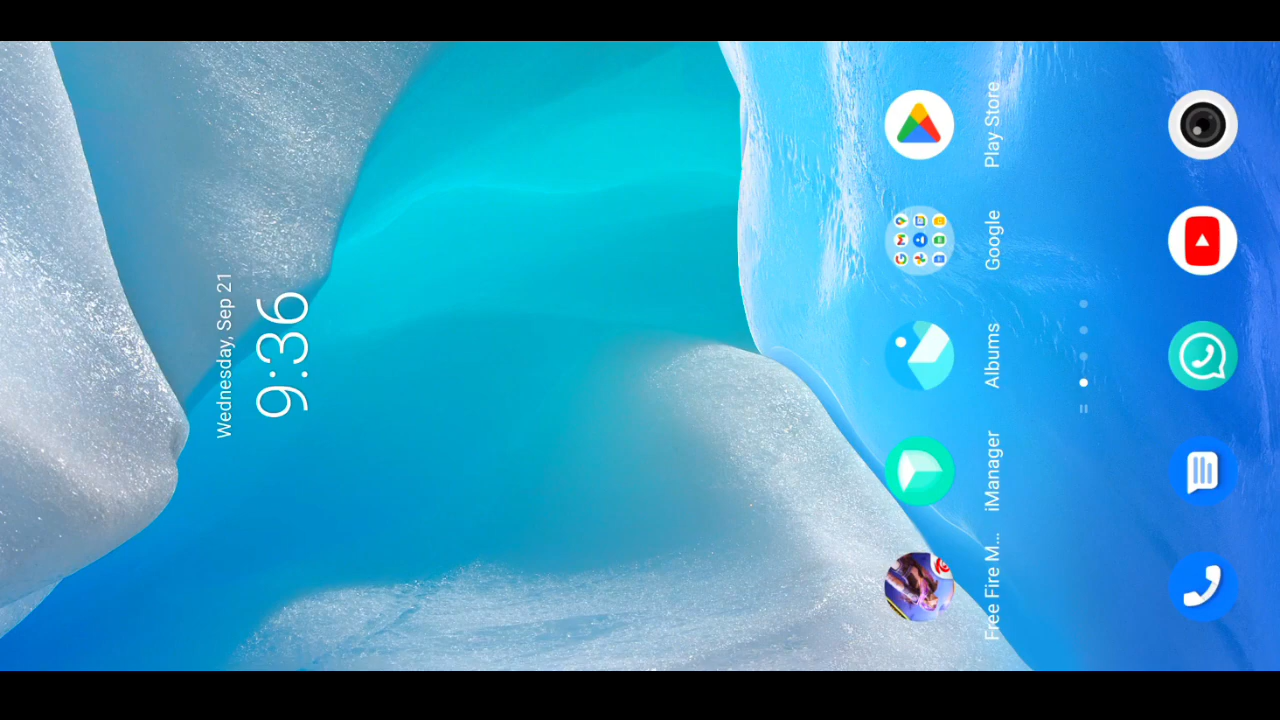 Wednesday, Sep 21
9:36
Free Fire M...
iManager
Albums
Google
Play Store